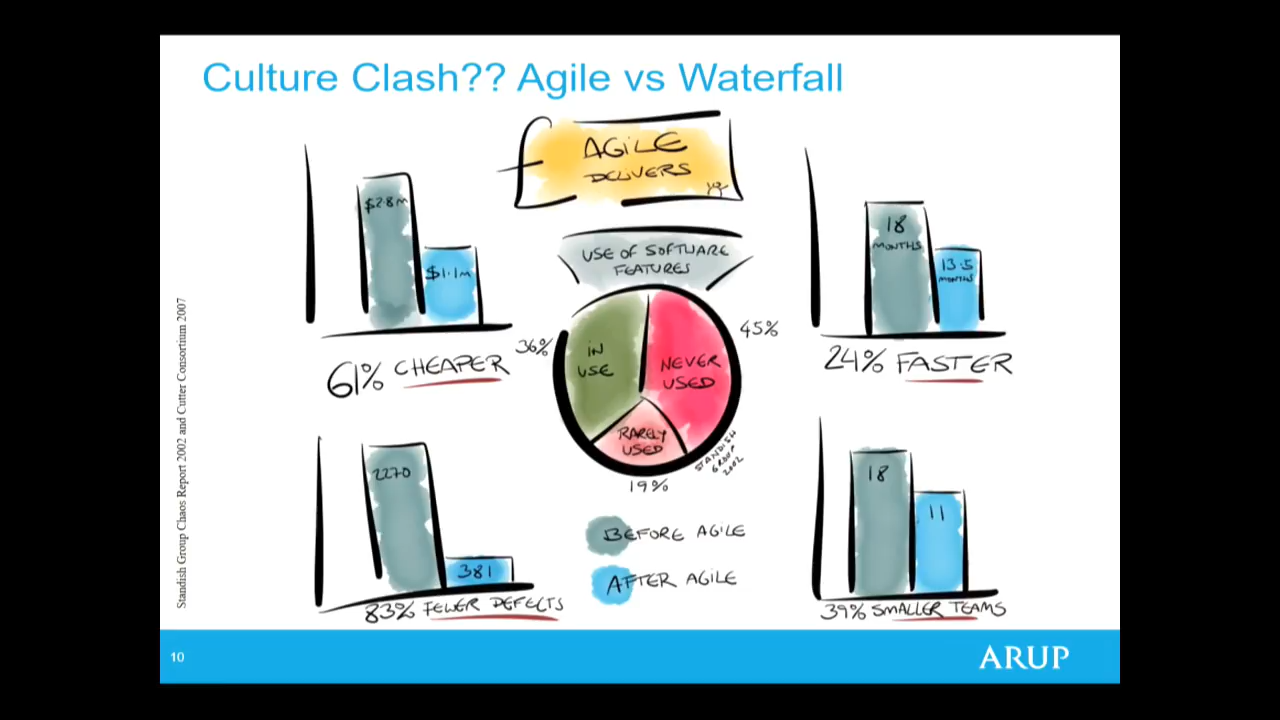 Culture Clash?? Agile vs Waterfall
AGILE
DELIVERS
$2.8M
$1.1M
61% CHEAPER
USE OF SOFTWARE
FEATURES
36%
IN
USE
NEVER
USED
45%
RARELY
USED
19%
STANDISH
GROUP
2002
18
MONTHS
13.5
MONTHS
24% FASTER
2270
381
83% FEWER DEFECTS
BEFORE AGILE
AFTER AGILE
18
11
39% SMALLER TEAMS
Standish Group Chaos Report 2002 and Cutter Consortium 2007
10
ARUP